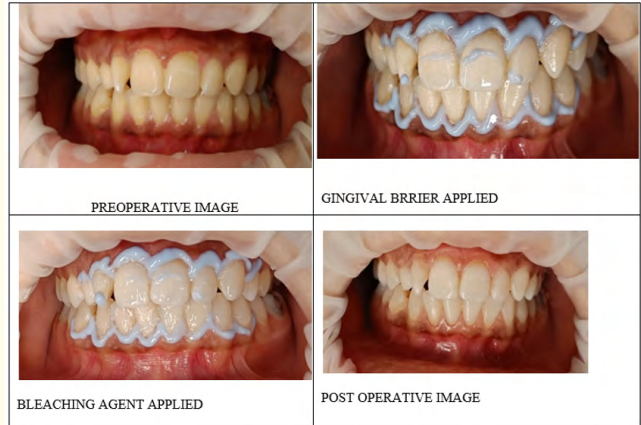 PREOPERATIVE IMAGE
GINGIVAL BRRIER APPLIED
BLEACHING AGENT APPLIED
POST OPERATIVE IMAGE